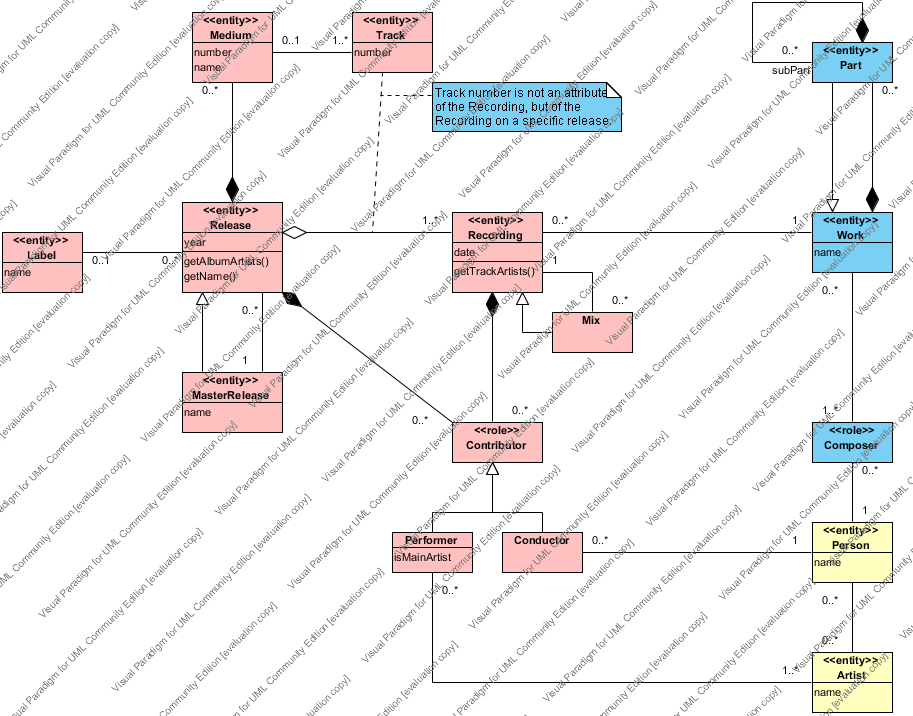 <<entity>>
Medium
number
name
0..1
1..*
<<entity>>
Track
number
0..*
subPart
<<entity>>
Part
0..*
0..*
Track number is not an attribute
of the Recording, but of the
Recording on a specific release.
<<entity>>
Release
year
getAlbumArtists()
getName()
<<entity>>
Label
name
0..1
0..*
1..*
<<entity>>
Recording
date
getTrackArtists()
0..*
1
<<entity>>
Work
name
1
0..*
Mix
0..*
1
<<entity>>
MasterRelease
name
0..*
0..*
0..*
<<role>>
Contributor
0..*
1..*
<<role>>
Composer
0..*
1
Performer
isMainArtist
Conductor
0..*
1
<<entity>>
Person
name
0..*
0..*
0..*
1..*
<<entity>>
Artist
name
Visual Paradigm for UML Community Edition [evaluation copy]